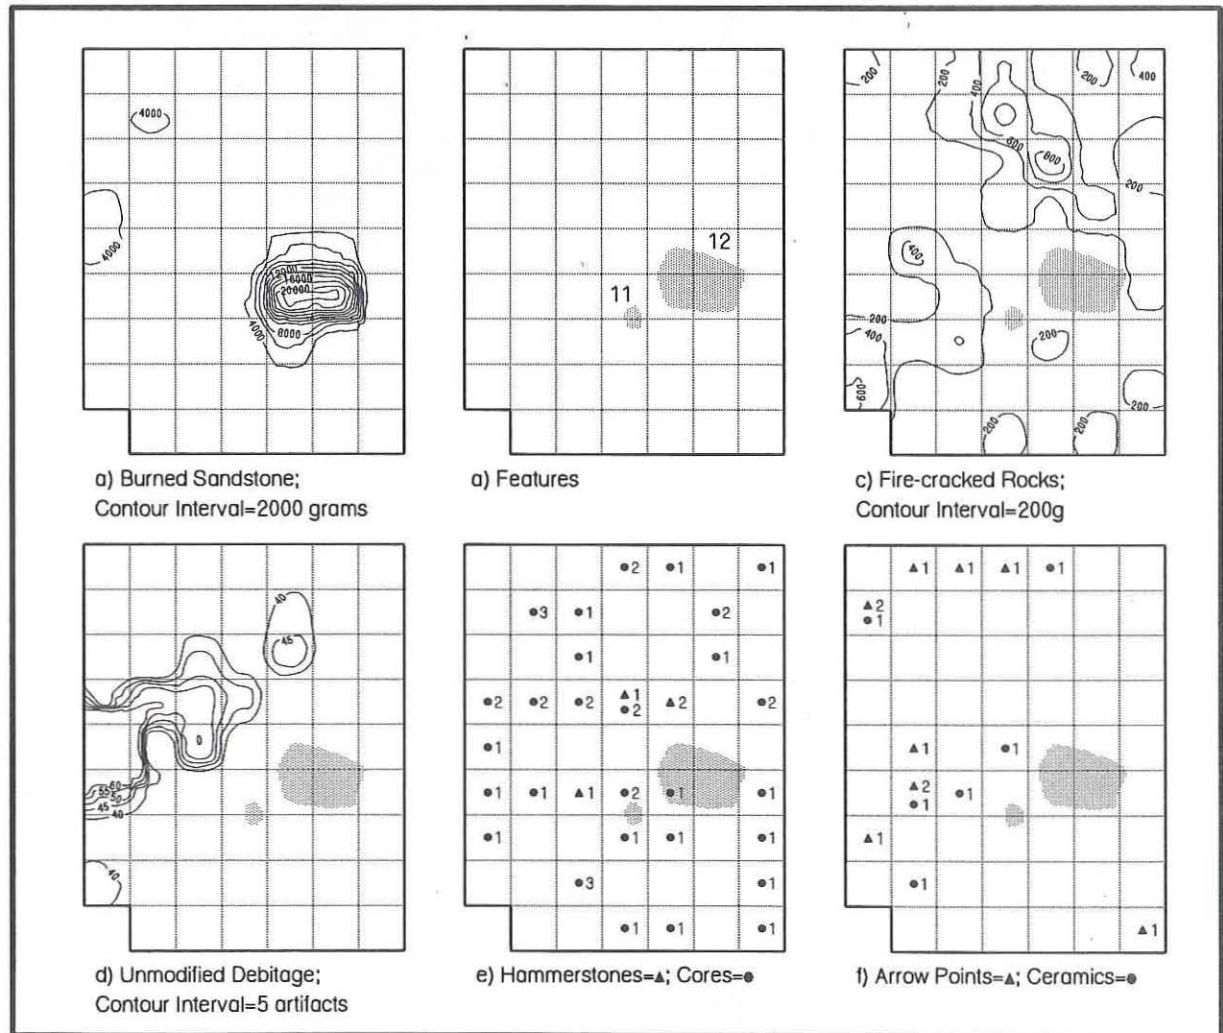 4000
4000
12000
16000
20000
4000
8000
a) Burned Sandstone;
Contour Interval=2000 grams
12
11
a) Features
200
200
400
200
400
600
800
200
200
400
200
400
600
200
200
200
200
c) Fire-cracked Rocks;
Contour Interval=200g
40
45
0
60
55
50
45
40
40
d) Unmodified Debitage;
Contour Interval=5 artifacts
●2 ●1 ●1
●3 ●1 ●2
●1 ●1
▲1
●2 ●2 ●2 ●2 ▲2 ●2
●1
●1 ●1 ▲1 ●2 ●1 ●1
●1 ●1 ●1 ●1
●3 ●1
●1 ●1 ●1
e) Hammerstones=▲; Cores=●
▲1 ▲1 ▲1 ●1
▲2
●1
▲1 ●1
▲2
●1 ●1
▲1
●1
▲1
f) Arrow Points=▲; Ceramics=●